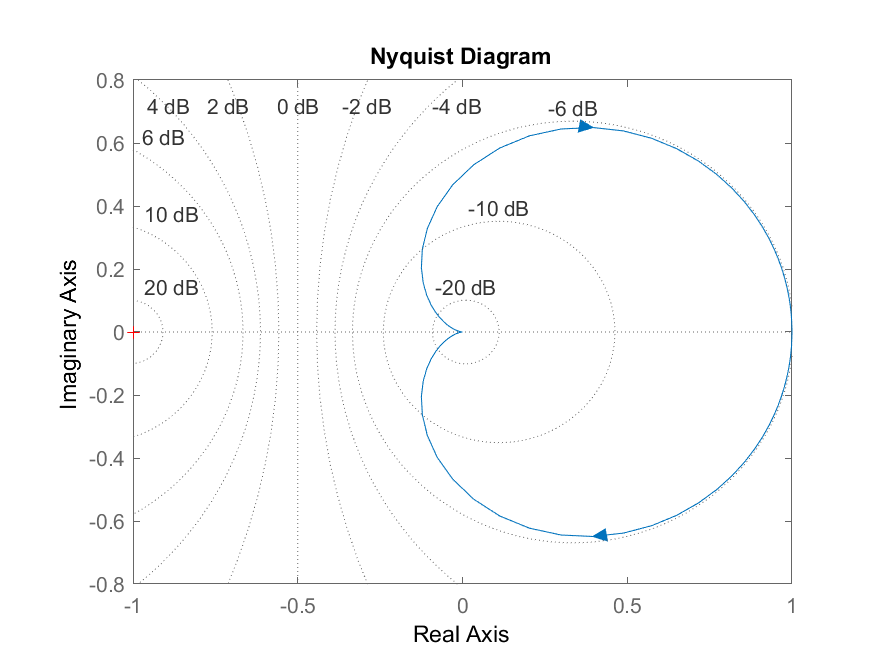 Nyquist Diagram
0.8
4 dB 2 dB 0 dB -2 dB -4 dB -6 dB
6 dB
0.6
0.4
10 dB -10 dB
0.2
20 dB -20 dB
0
-0.2
-0.4
-0.6
-0.8
Imaginary Axis
-1 -0.5 0 0.5 1
Real Axis